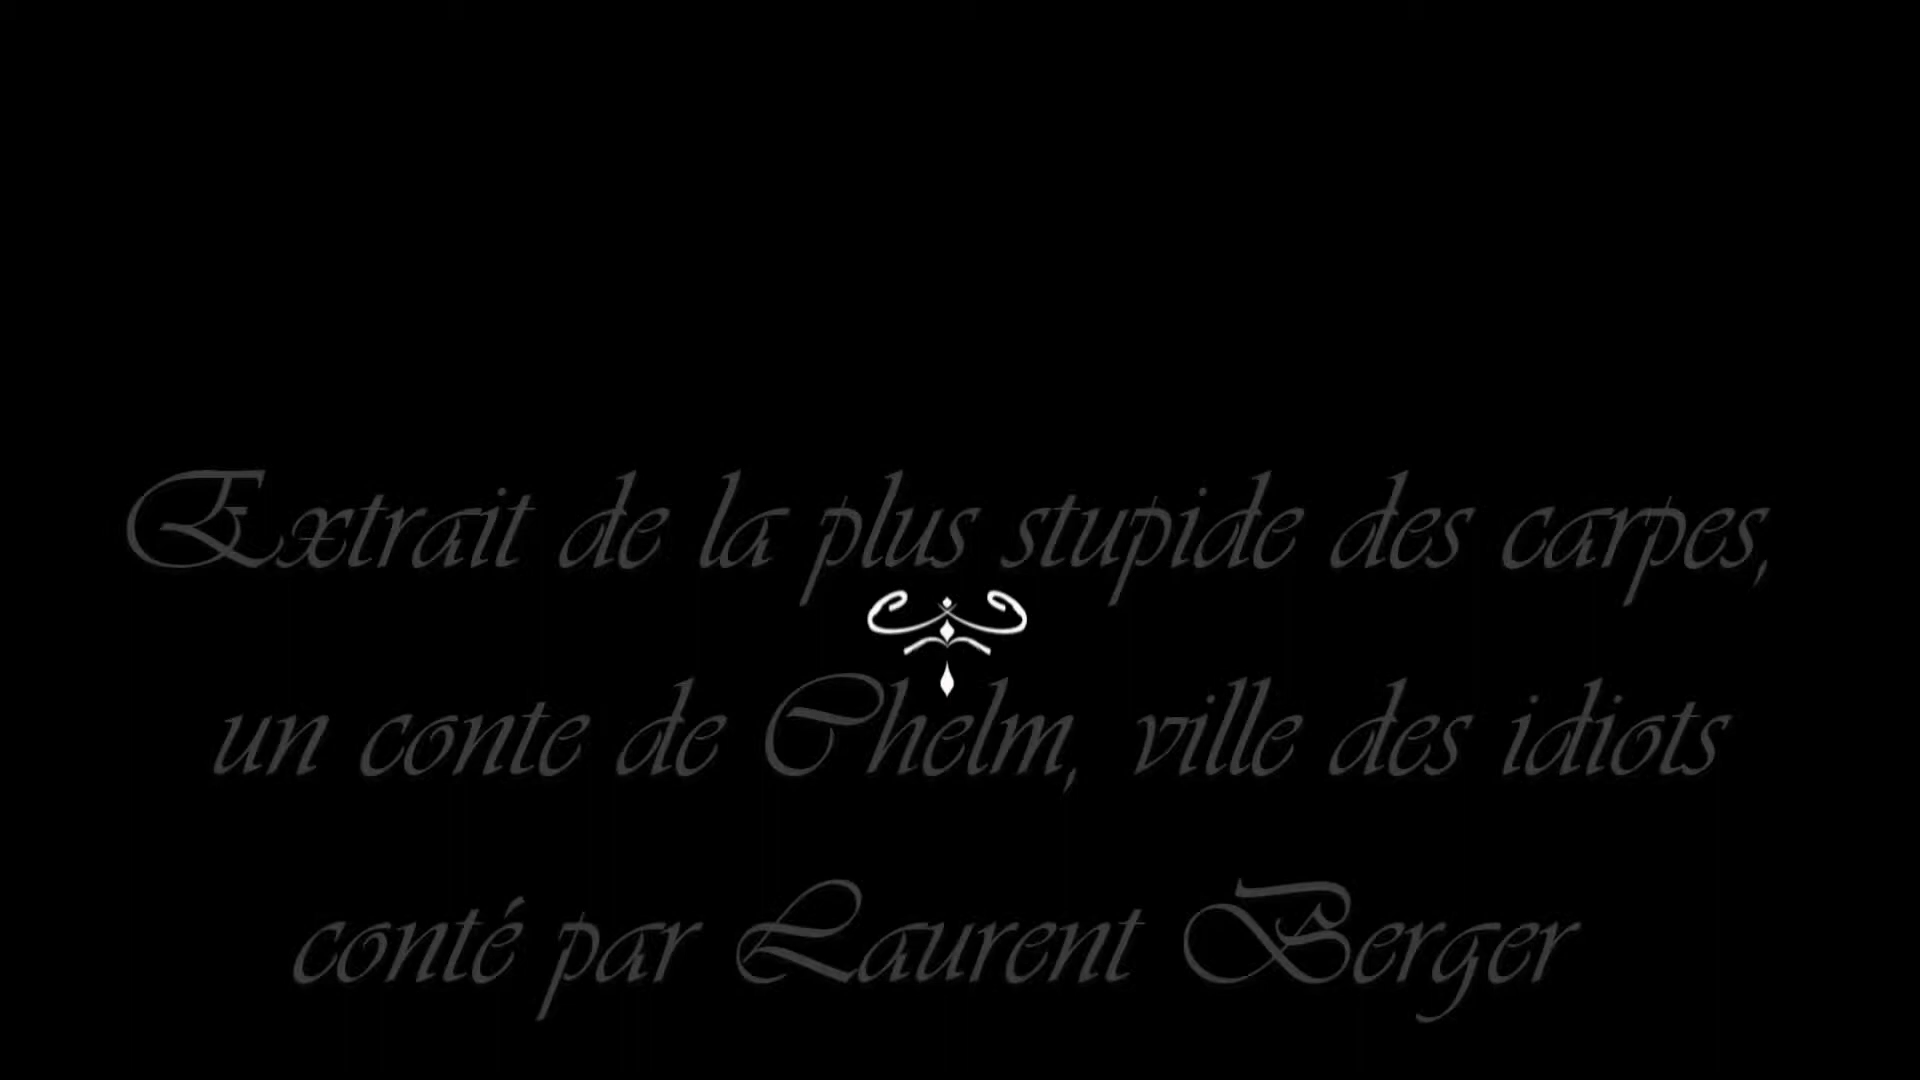 Extrait de la plus stupide des carpes,
un conte de Chelm, ville des idiots
conté par Laurent Berger